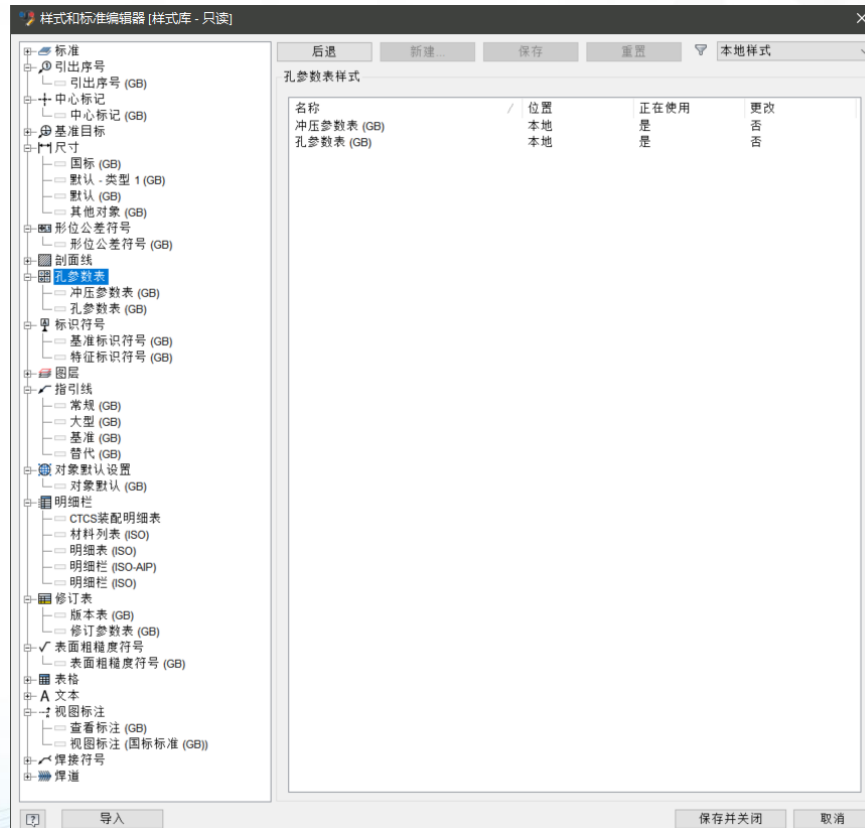 样式和标准编辑器 [样式库 - 只读]
标准
引出序号
引出序号 (GB)
中心标记
中心标记 (GB)
基准目标
尺寸
国标 (GB)
默认 - 类型 1 (GB)
默认 (GB)
其他对象 (GB)
形位公差符号
形位公差符号 (GB)
剖面线
孔参数表
冲压参数表 (GB)
孔参数表 (GB)
标识符号
基准标识符号 (GB)
特征标识符号 (GB)
图层
指引线
常规 (GB)
大型 (GB)
基准 (GB)
替代 (GB)
对象默认设置
对象默认 (GB)
明细栏
CTCS装配明细表
材料列表 (ISO)
明细表 (ISO)
明细栏 (ISO-AIP)
明细栏 (ISO)
修订表
版本表 (GB)
修订参数表 (GB)
表面粗糙度符号
表面粗糙度符号 (GB)
表格
A 文本
视图标注
查看标注 (GB)
视图标注 (国标标准 (GB))
焊接符号
焊道
后退 新建... 保存 重置 本地样式
孔参数表样式
名称 / 位置 正在使用 更改
冲压参数表 (GB) 本地 是 否
孔参数表 (GB) 本地 是 否
? 导入 保存并关闭 取消